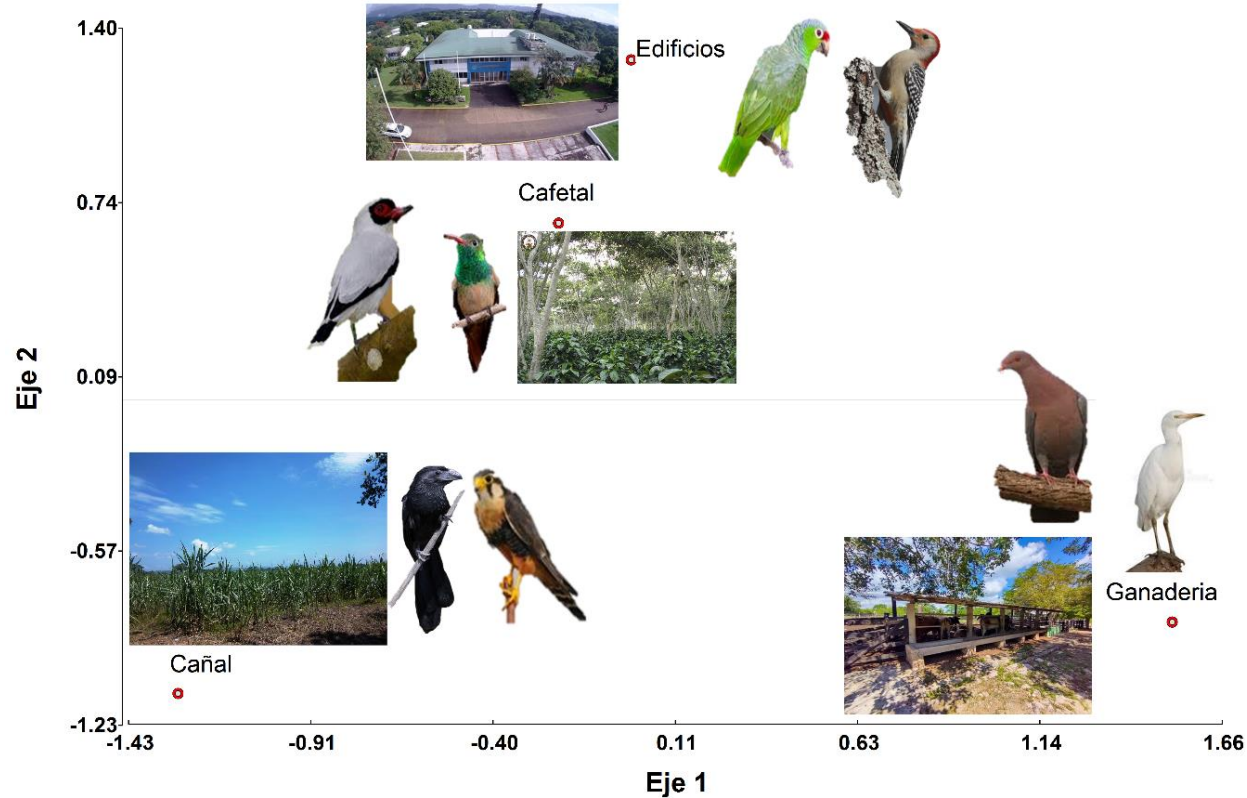 1.40
Edificios
0.74
Cafetal
Eje 2
0.09
-0.57
Ganaderia
Cañal
-1.23
-1.43 -0.91 -0.40 0.11 0.63 1.14 1.66
Eje 1